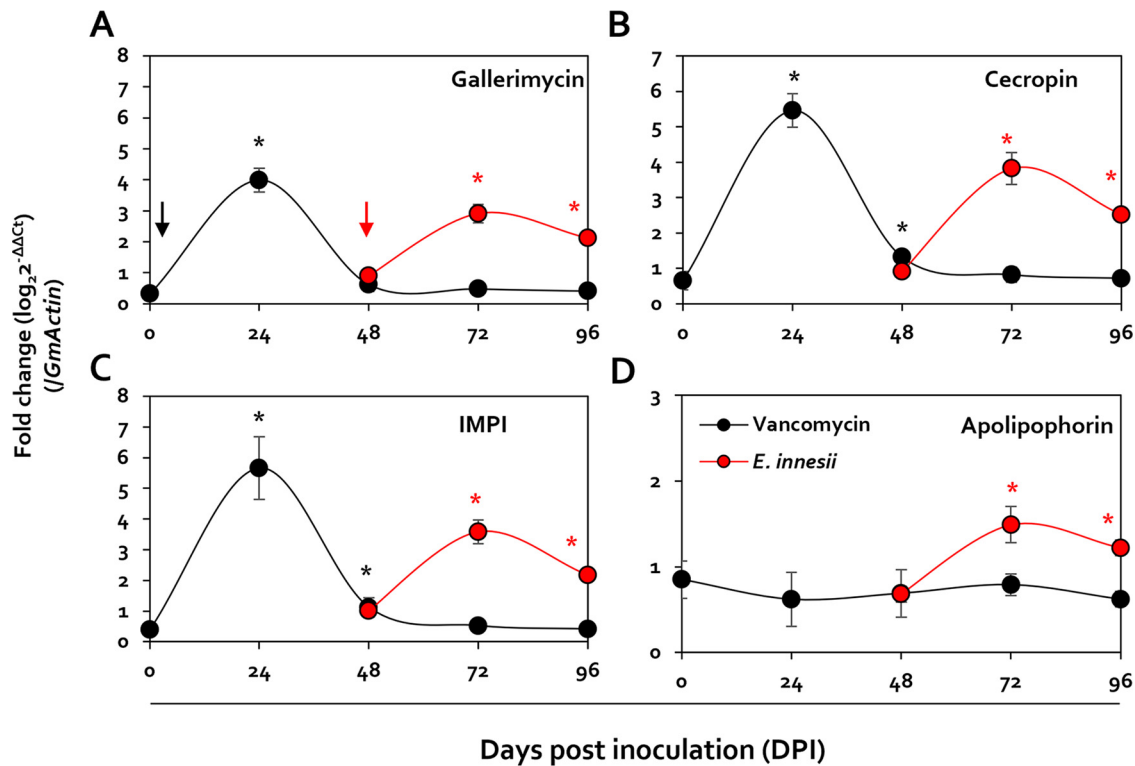 A
Gallerimycin
8
7
6
5
4
3
2
1
0
*
*
*
0 24 48 72 96
B
Cecropin
7
6
5
4
3
2
1
0
*
*
*
*
0 24 48 72 96
C
IMPI
8
7
6
5
4
3
2
1
0
*
*
*
*
0 24 48 72 96
D
Vancomycin
E. innesii
Apolipophorin
3
2
1
0
*
*
0 24 48 72 96
Fold change (log₂2^-ΔΔCt)
(/GmActin)
Days post inoculation (DPI)